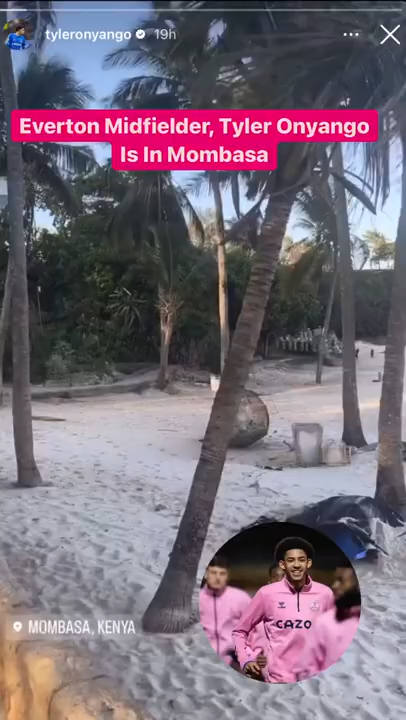 tyleronyango 19h
Everton Midfielder, Tyler Onyango
Is In Mombasa
MOMBASA, KENYA
CAZO